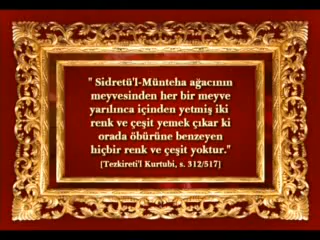 " Sidretü'l-Münteha ağacının
meyvesinden her bir meyve
yarılınca içinden yetmiş iki
renk ve çeşit yemek çıkar ki
orada öbürüne benzeyen
hiçbir renk ve çeşit yoktur."
[Tezkireti'l Kurtubi, s. 312/517]